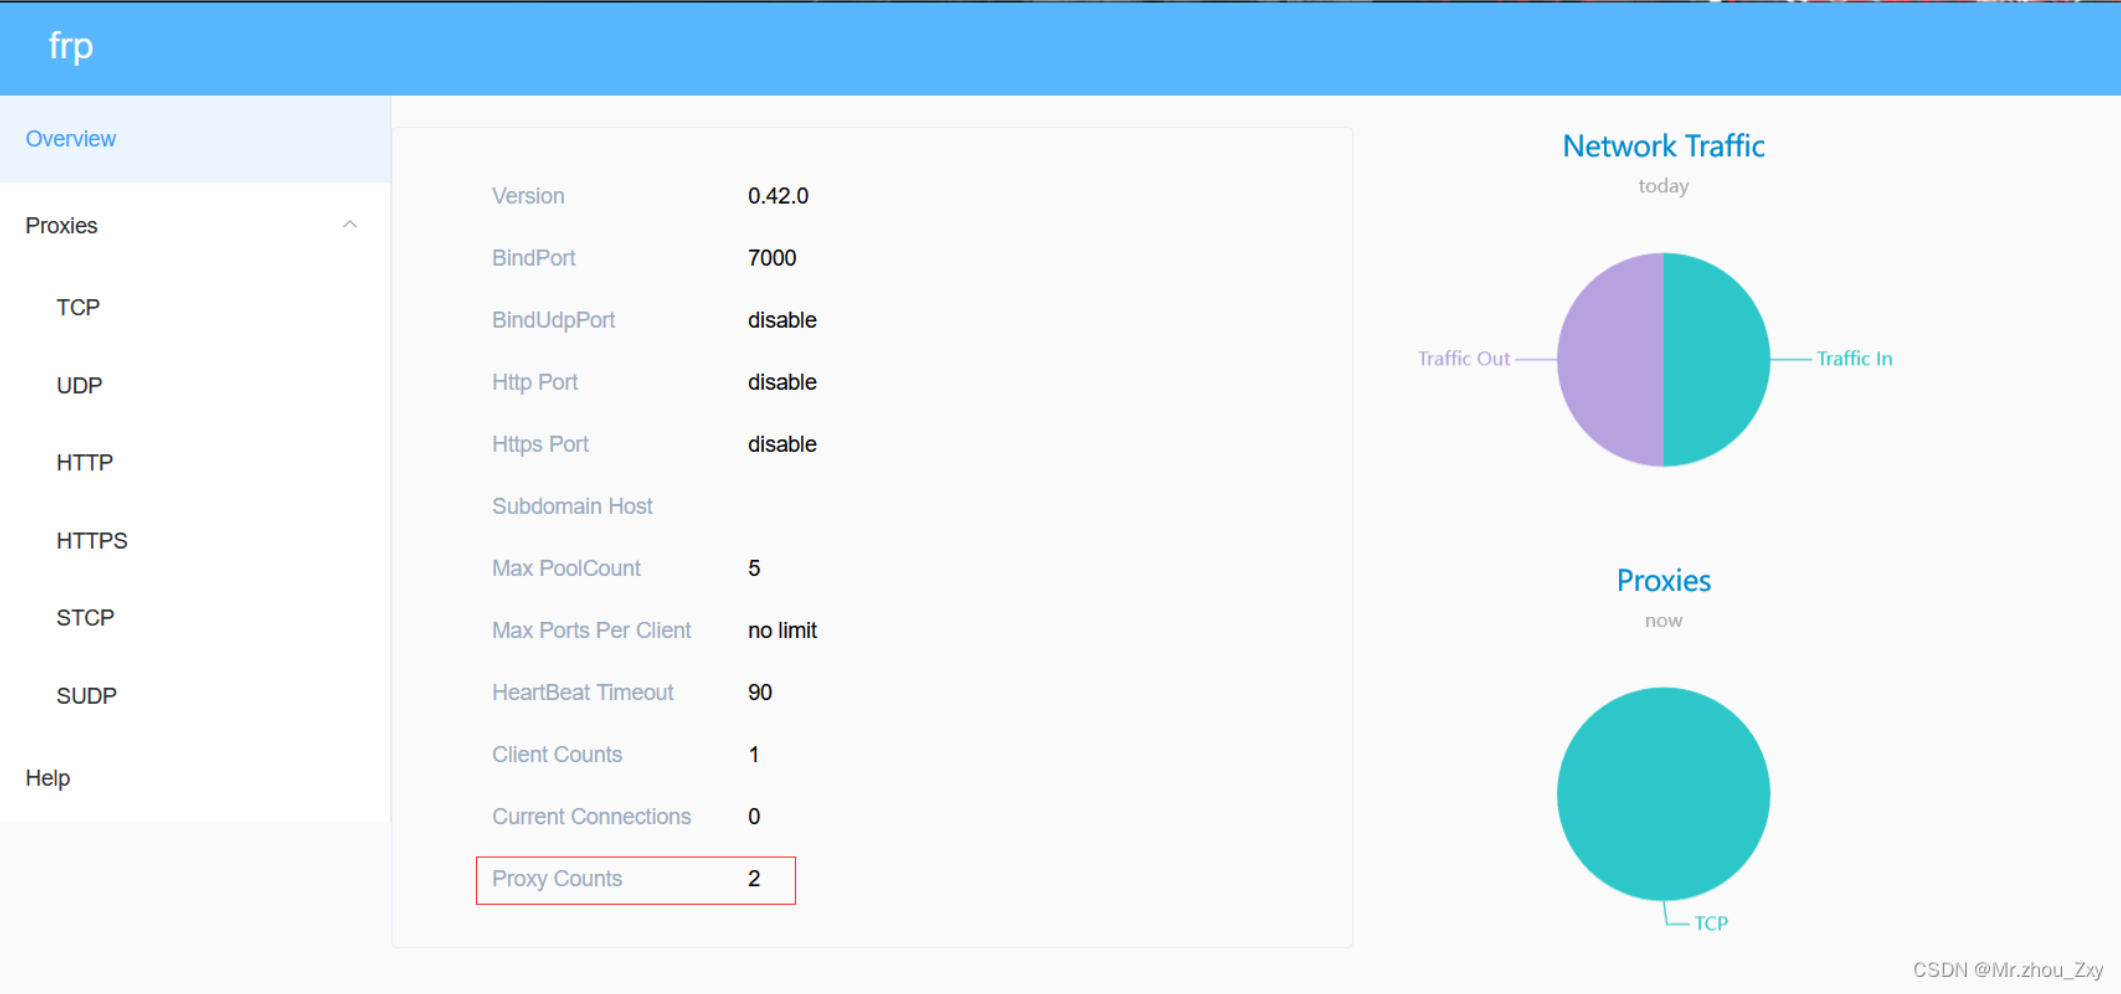 frp
Overview
Proxies
TCP
UDP
HTTP
HTTPS
STCP
SUDP
Help
Version 0.42.0
BindPort 7000
BindUdpPort disable
Http Port disable
Https Port disable
Subdomain Host
Max PoolCount 5
Max Ports Per Client no limit
HeartBeat Timeout 90
Client Counts 1
Current Connections 0
Proxy Counts 2
Network Traffic
today
Traffic Out Traffic In
Proxies
now
TCP
CSDN @Mr.zhou_Zxy